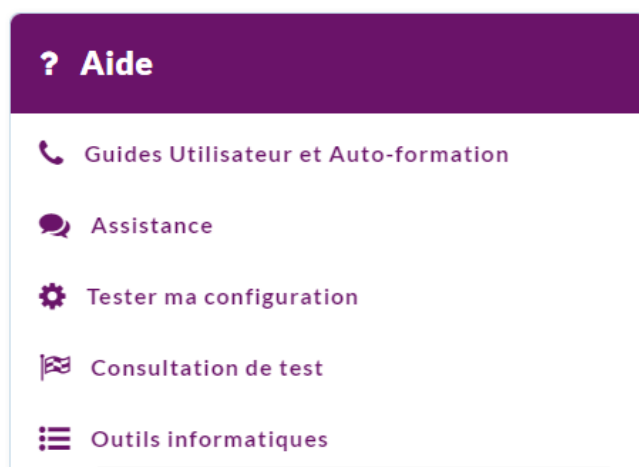 ? Aide
Guides Utilisateur et Auto-formation
Assistance
Tester ma configuration
Consultation de test
Outils informatiques